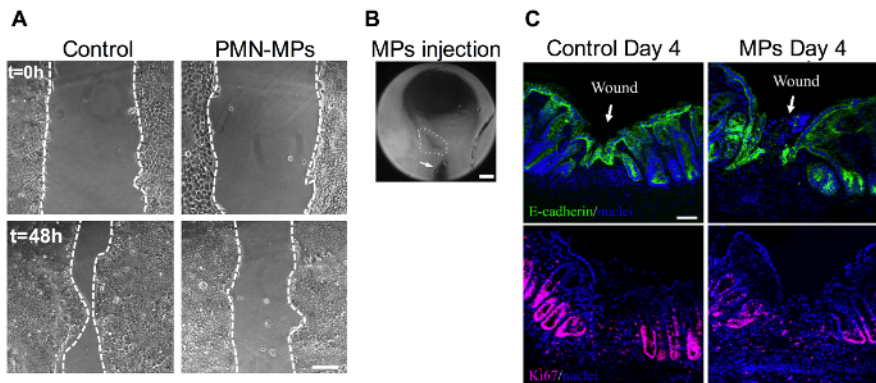 A
Control
PMN-MPs
t=0h
t=48h
B
MPs injection
C
Control Day 4
MPs Day 4
Wound
Wound
E-cadherin/nuclei
Ki67/nuclei